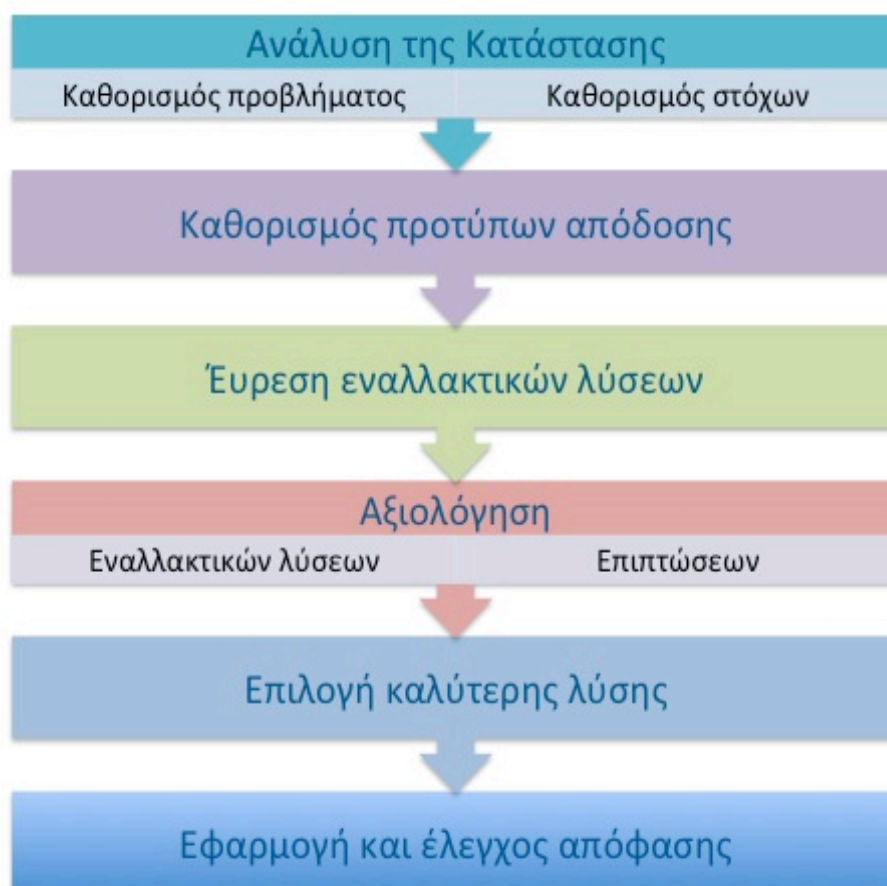 Ανάλυση της Κατάστασης
Καθορισμός προβλήματος
Καθορισμός στόχων
Καθορισμός προτύπων απόδοσης
Έυρεση εναλλακτικών λύσεων
Αξιολόγηση
Εναλλακτικών λύσεων
Επιπτώσεων
Επιλογή καλύτερης λύσης
Εφαρμογή και έλεγχος απόφασης